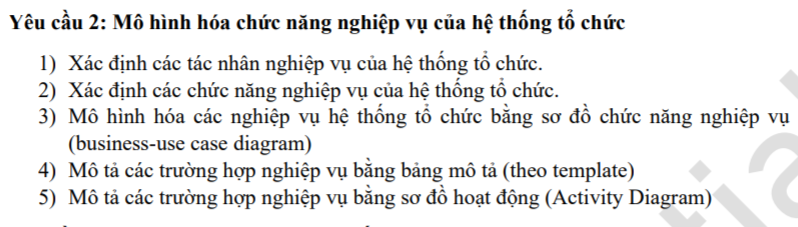 Yêu cầu 2: Mô hình hóa chức năng nghiệp vụ của hệ thống tổ chức
1) Xác định các tác nhân nghiệp vụ của hệ thống tổ chức.
2) Xác định các chức năng nghiệp vụ của hệ thống tổ chức.
3) Mô hình hóa các nghiệp vụ hệ thống tổ chức bằng sơ đồ chức năng nghiệp vụ
(business-use case diagram)
4) Mô tả các trường hợp nghiệp vụ bằng bảng mô tả (theo template)
5) Mô tả các trường hợp nghiệp vụ bằng sơ đồ hoạt động (Activity Diagram)